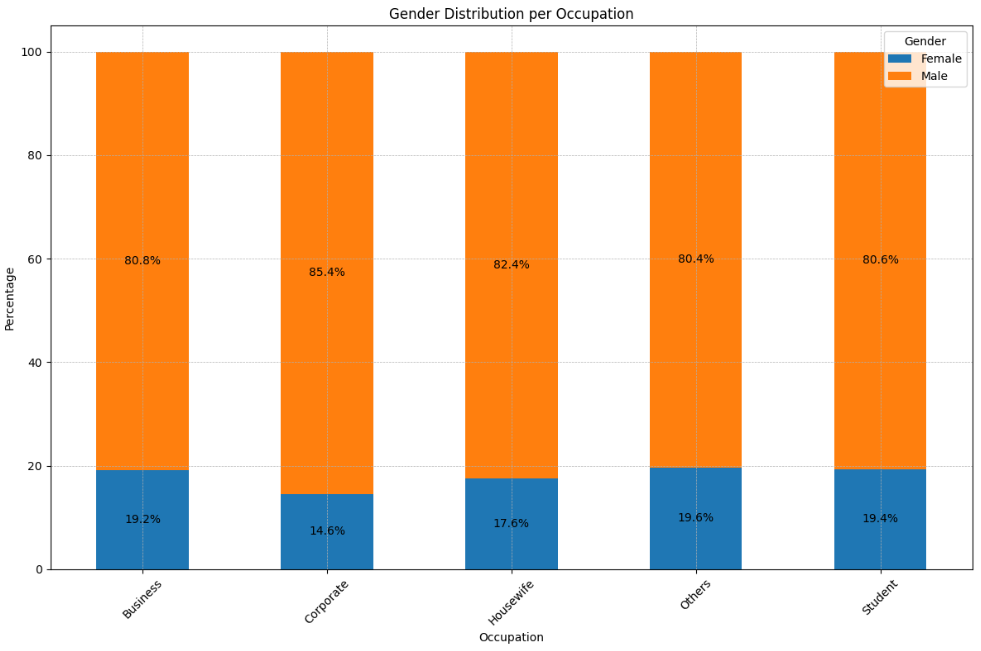 Gender Distribution per Occupation
Gender
Female
Male
100
80
60
40
20
0
Percentage
80.8%
85.4%
82.4%
80.4%
80.6%
19.2%
14.6%
17.6%
19.6%
19.4%
Business
Corporate
Housewife
Others
Student
Occupation